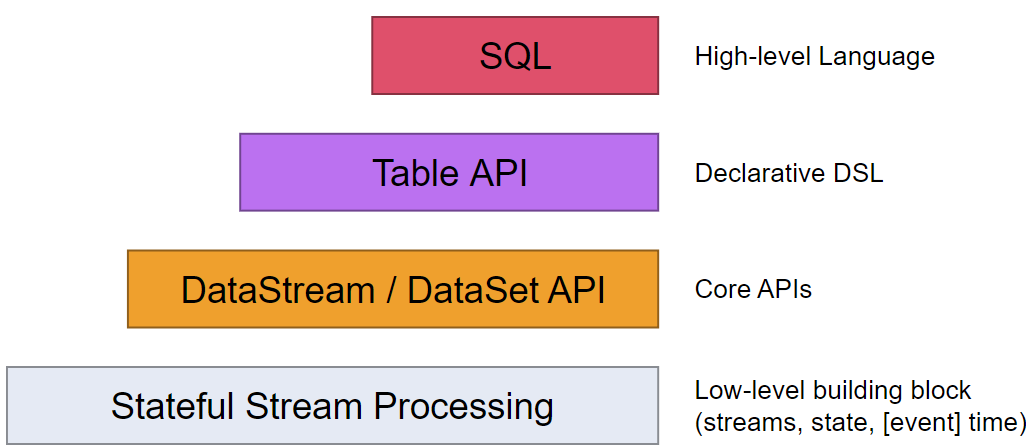 SQL
High-level Language
Table API
Declarative DSL
DataStream / DataSet API
Core APIs
Stateful Stream Processing
Low-level building block
(streams, state, [event] time)